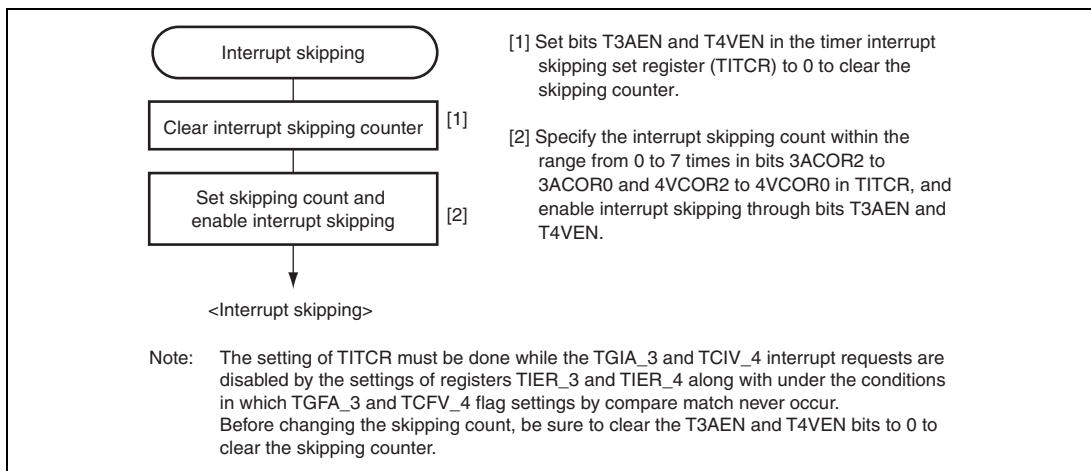 Interrupt skipping
Clear interrupt skipping counter
[1]
Set skipping count and
enable interrupt skipping
[2]
<Interrupt skipping>
[1] Set bits T3AEN and T4VEN in the timer interrupt
skipping set register (TITCR) to 0 to clear the
skipping counter.
[2] Specify the interrupt skipping count within the
range from 0 to 7 times in bits 3ACOR2 to
3ACOR0 and 4VCOR2 to 4VCOR0 in TITCR, and
enable interrupt skipping through bits T3AEN and
T4VEN.
Note: The setting of TITCR must be done while the TGIA_3 and TCIV_4 interrupt requests are
disabled by the settings of registers TIER_3 and TIER_4 along with under the conditions
in which TGFA_3 and TCFV_4 flag settings by compare match never occur.
Before changing the skipping count, be sure to clear the T3AEN and T4VEN bits to 0 to
clear the skipping counter.